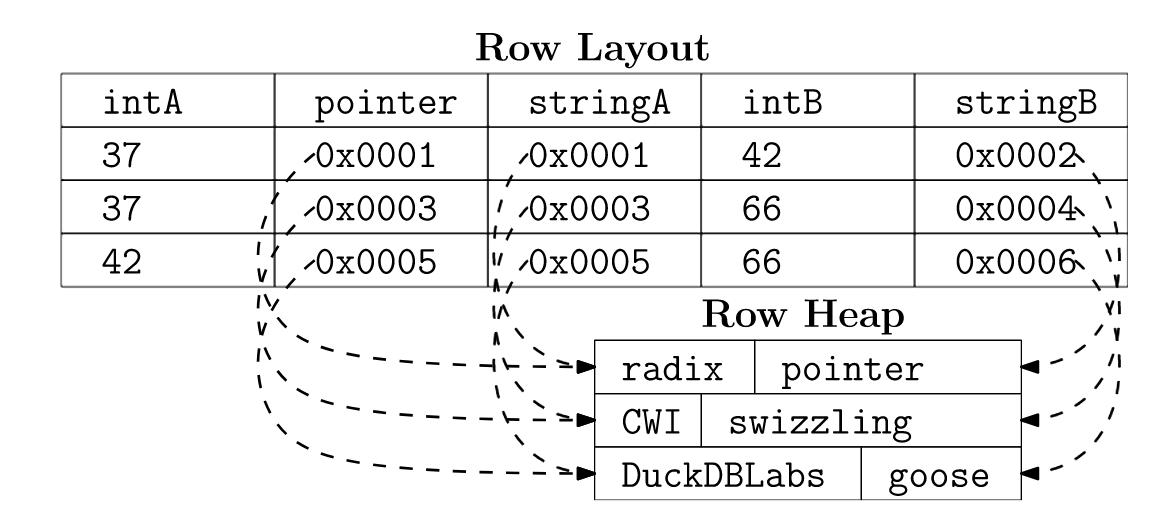 Row Layout
intA pointer stringA intB stringB
37 0x0001 0x0001 42 0x0002
37 0x0003 0x0003 66 0x0004
42 0x0005 0x0005 66 0x0006
Row Heap
radix pointer
CWI swizzling
DuckDBLabs goose